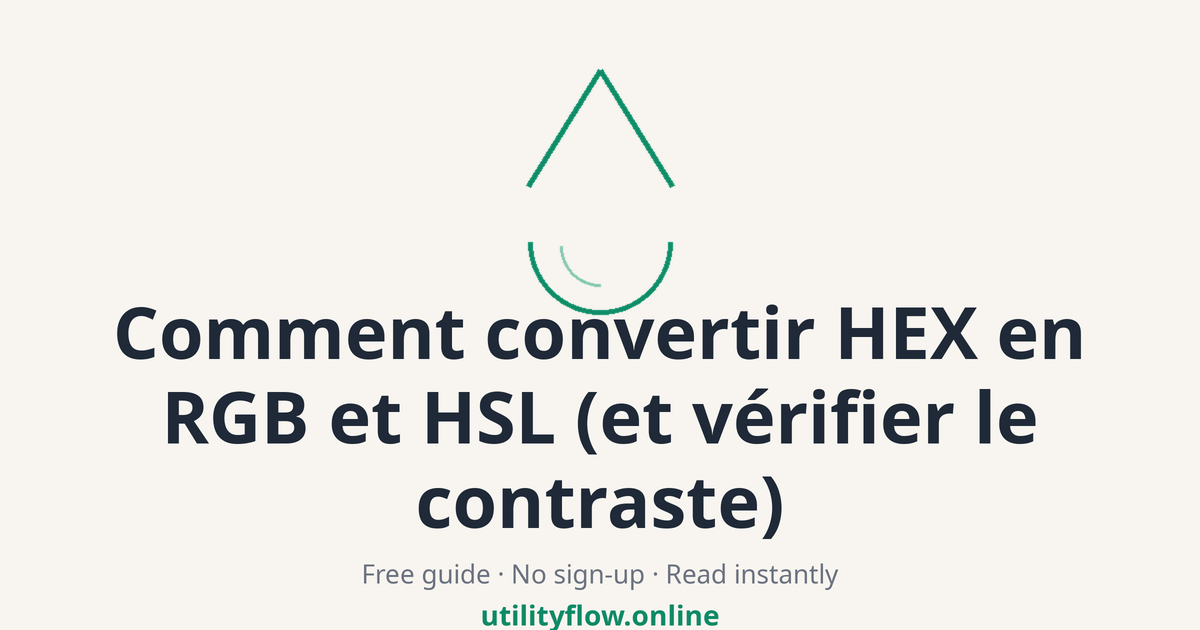 Comment convertir HEX en
RGB et HSL (et vérifier le
contraste)
Free guide · No sign-up · Read instantly
utilityflow.online